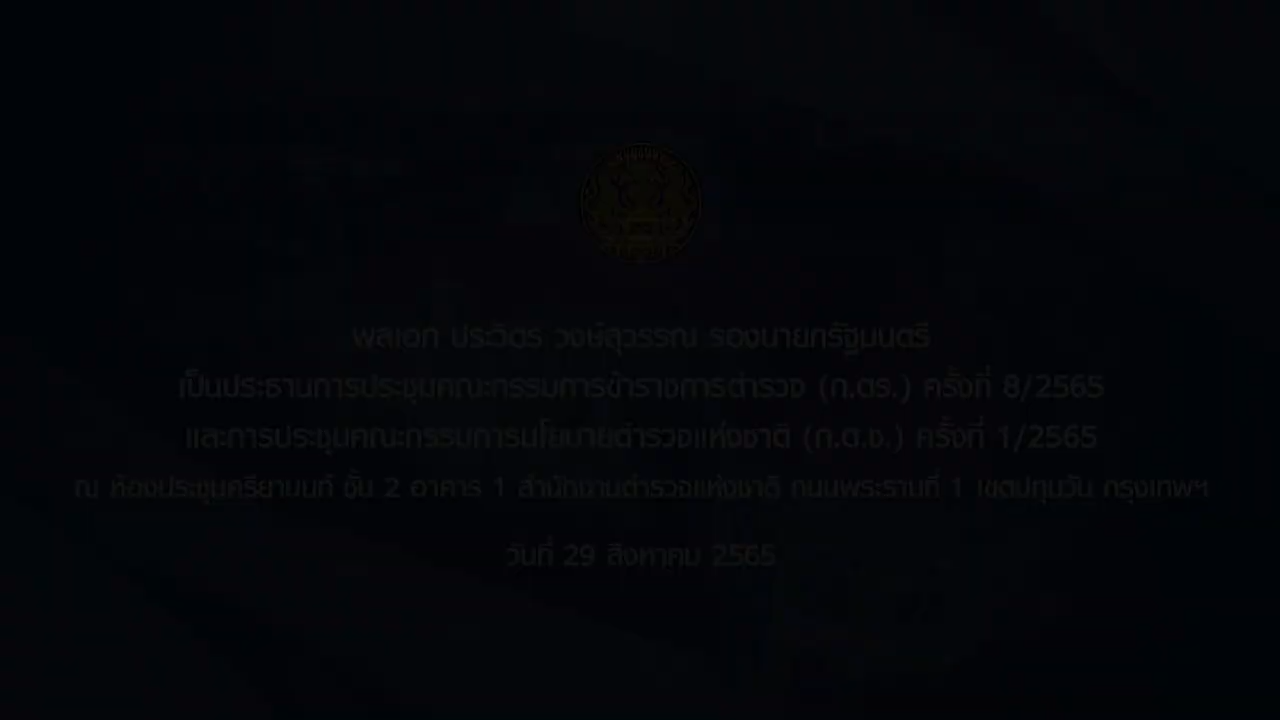 พลเอก ประวิตร วงษ์สุวรรณ รองนายกรัฐมนตรี
เป็นประธานการประชุมคณะกรรมการข้าราชการตำรวจ (ก.ตร.) ครั้งที่ 8/2565
และการประชุมคณะกรรมการนโยบายตำรวจแห่งชาติ (ก.ต.ช.) ครั้งที่ 1/2565
ณ ห้องประชุมศรียานนท์ ชั้น 2 อาคาร 1 สำนักงานตำรวจแห่งชาติ ถนนพระรามที่ 1 เขตปทุมวัน กรุงเทพฯ
วันที่ 29 สิงหาคม 2565